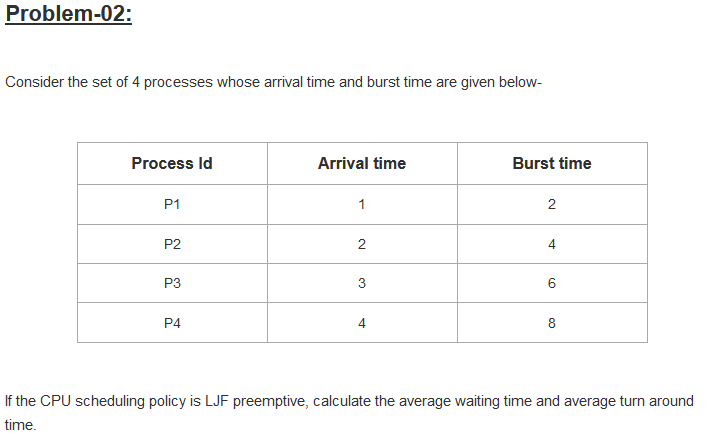 Problem-02:
Consider the set of 4 processes whose arrival time and burst time are given below-
Process Id Arrival time Burst time
P1 1 2
P2 2 4
P3 3 6
P4 4 8
If the CPU scheduling policy is LJF preemptive, calculate the average waiting time and average turn around
time.